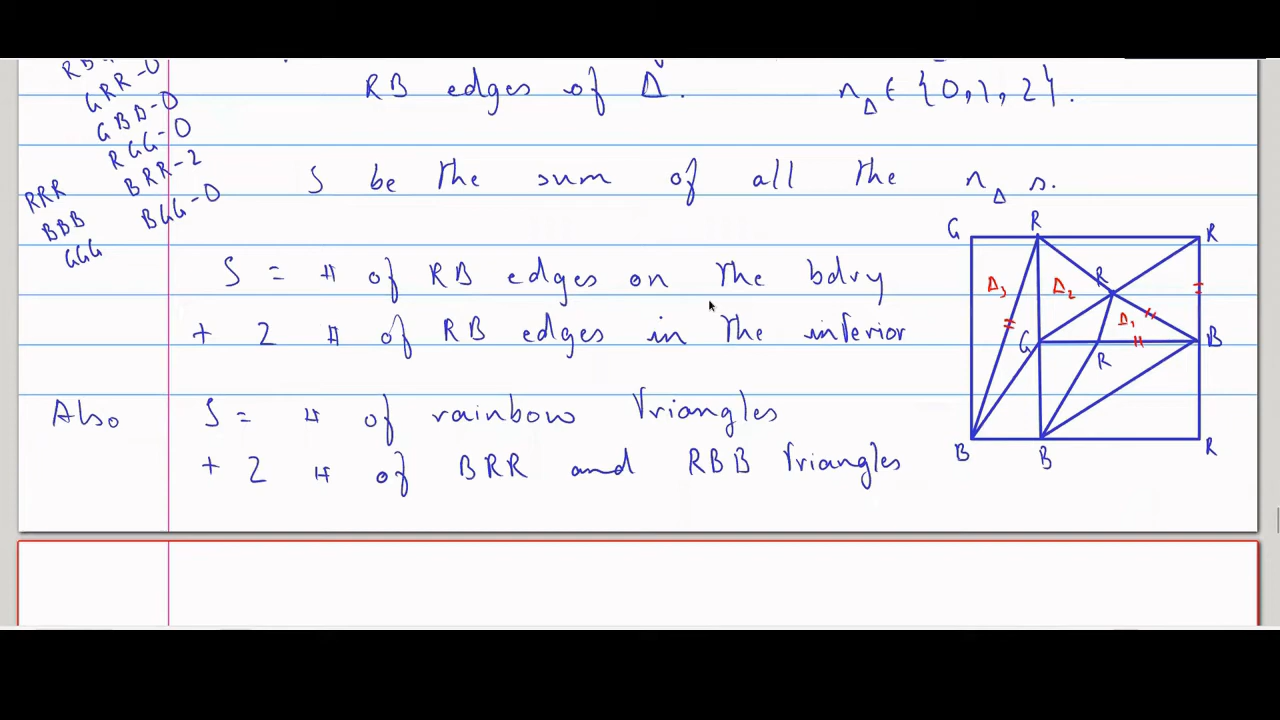 GRR-0
RB edges of Δ. n_Δ ∈ {0,1,2}.
GBB-0
RGG-0
BRR-2
BGG-0
RRR
BBB
GGG
S be the sum of all the n_Δ s.
S = # of RB edges on the bdry
+ 2 # of RB edges in the interior
Also S = # of rainbow triangles
+ 2 # of BRR and RBB triangles
G R R
Δ₃ Δ₂ R
Δ₁
G R B
B B R